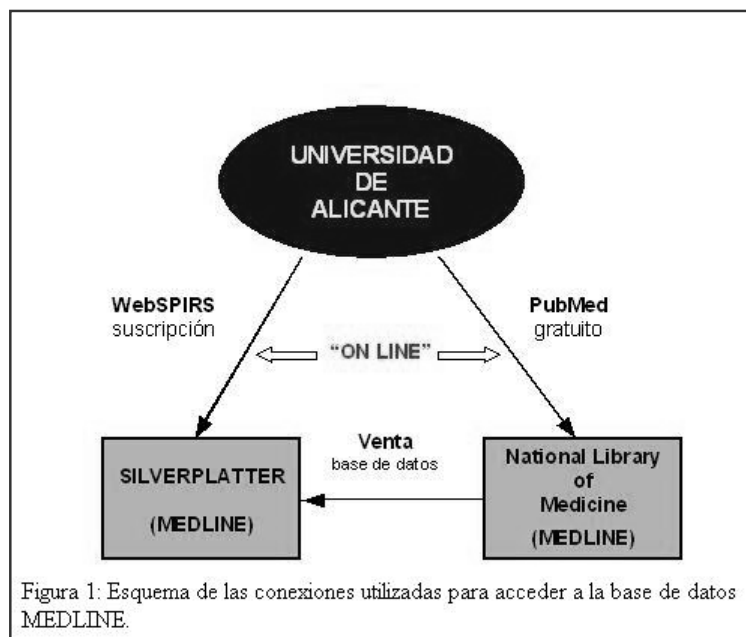 UNIVERSIDAD
DE
ALICANTE
WebSPIRS
suscripción
PubMed
gratuito
“ON LINE”
SILVERPLATTER
(MEDLINE)
Venta
base de datos
National Library
of
Medicine
(MEDLINE)
Figura 1: Esquema de las conexiones utilizadas para acceder a la base de datos
MEDLINE.